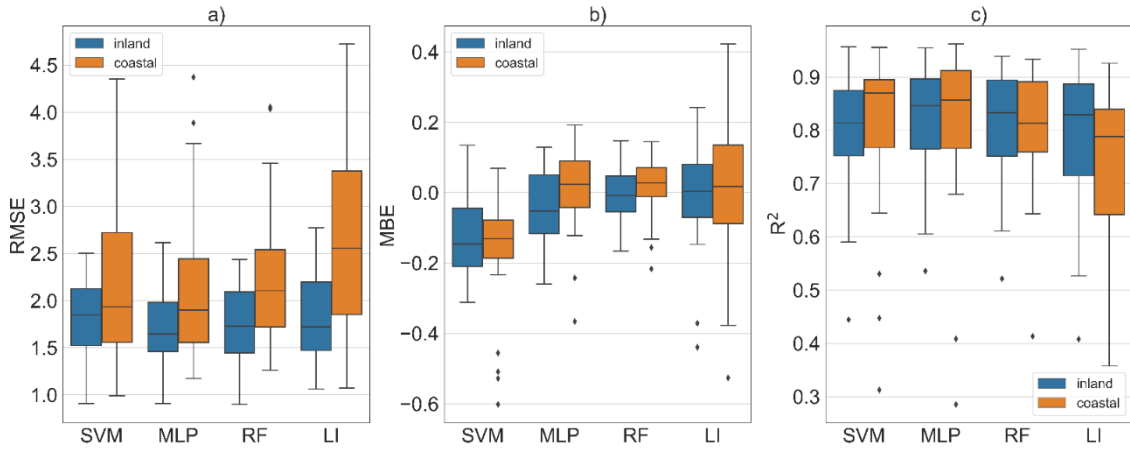 a)
RMSE
4.5
4.0
3.5
3.0
2.5
2.0
1.5
1.0
inland
coastal
SVM MLP RF LI
b)
MBE
0.4
0.2
0.0
−0.2
−0.4
−0.6
inland
coastal
SVM MLP RF LI
c)
R²
0.9
0.8
0.7
0.6
0.5
0.4
0.3
inland
coastal
SVM MLP RF LI